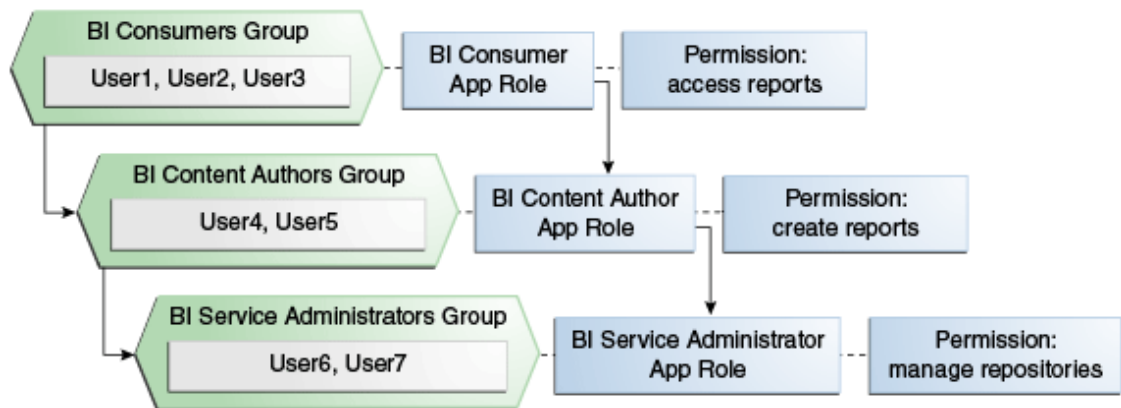 BI Consumers Group
User1, User2, User3
BI Consumer
App Role
Permission:
access reports
BI Content Authors Group
User4, User5
BI Content Author
App Role
Permission:
create reports
BI Service Administrators Group
User6, User7
BI Service Administrator
App Role
Permission:
manage repositories